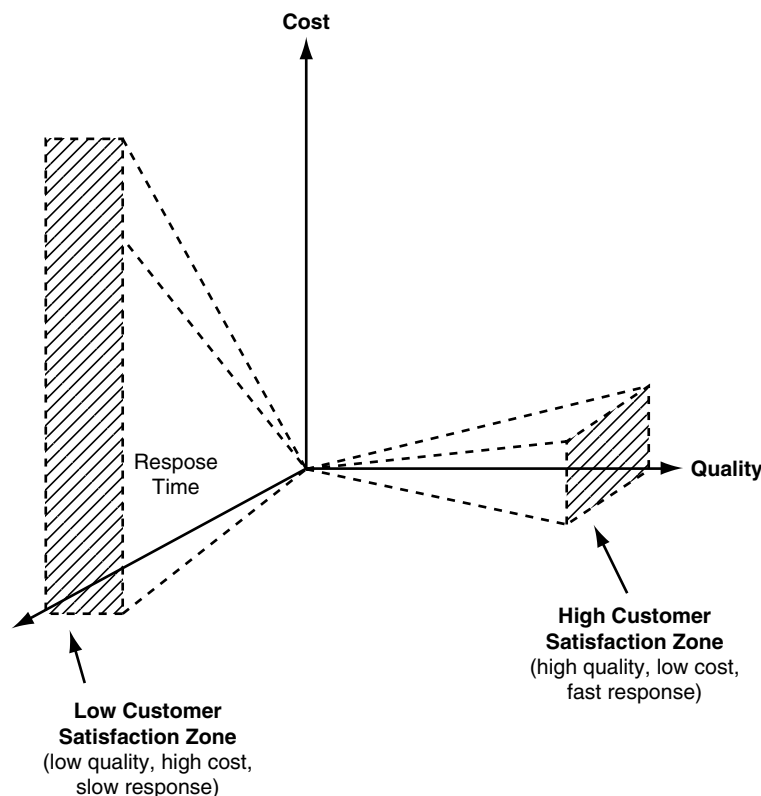 Cost
Respose
Time
Quality
High Customer
Satisfaction Zone
(high quality, low cost,
fast response)
Low Customer
Satisfaction Zone
(low quality, high cost,
slow response)